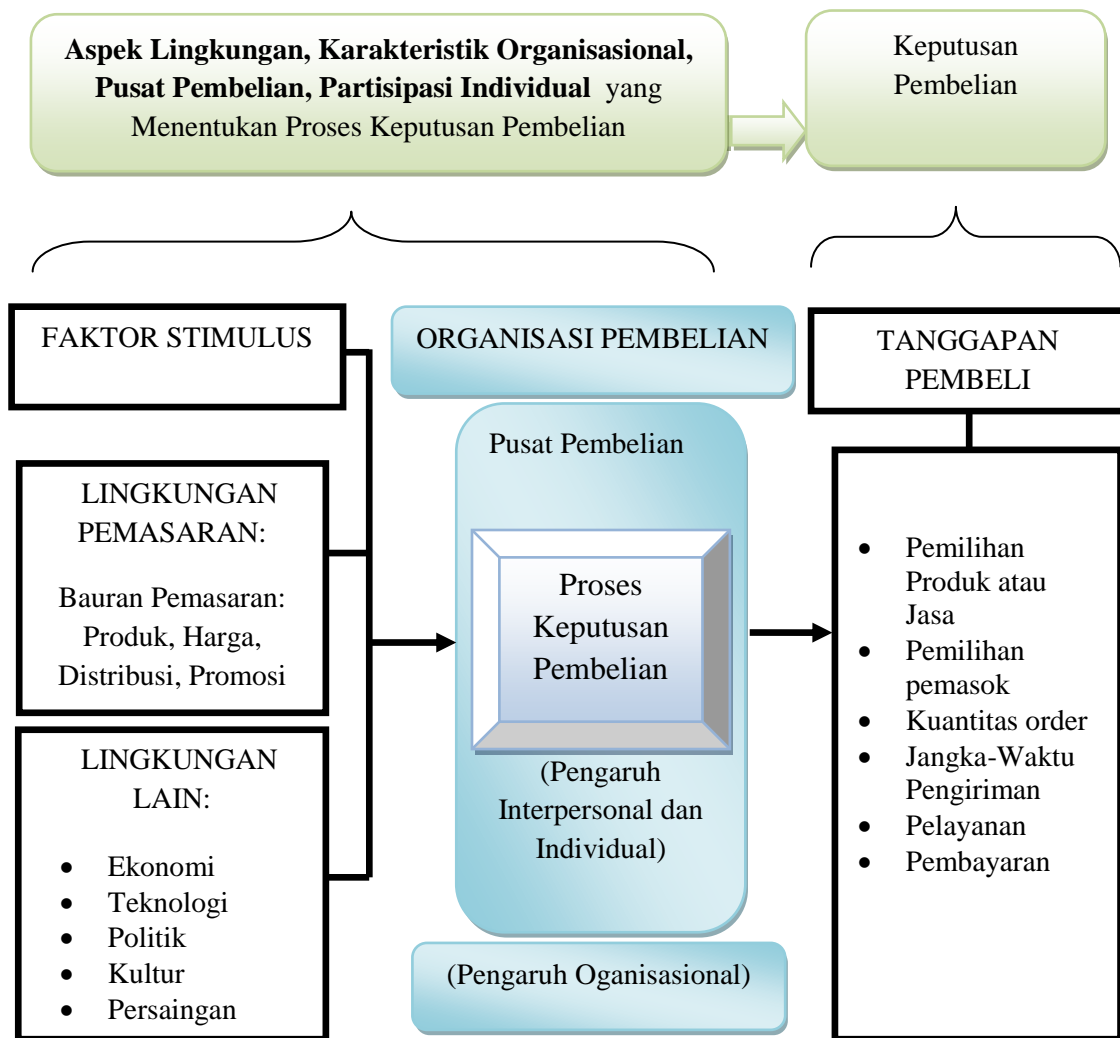 Aspek Lingkungan, Karakteristik Organisasional,
Pusat Pembelian, Partisipasi Individual yang
Menentukan Proses Keputusan Pembelian
Keputusan
Pembelian
FAKTOR STIMULUS
LINGKUNGAN
PEMASARAN:
Bauran Pemasaran:
Produk, Harga,
Distribusi, Promosi
LINGKUNGAN
LAIN:
• Ekonomi
• Teknologi
• Politik
• Kultur
• Persaingan
ORGANISASI PEMBELIAN
Pusat Pembelian
Proses
Keputusan
Pembelian
(Pengaruh
Interpersonal dan
Individual)
(Pengaruh Oganisasional)
TANGGAPAN
PEMBELI
• Pemilihan
Produk atau
Jasa
• Pemilihan
pemasok
• Kuantitas order
• Jangka-Waktu
Pengiriman
• Pelayanan
• Pembayaran